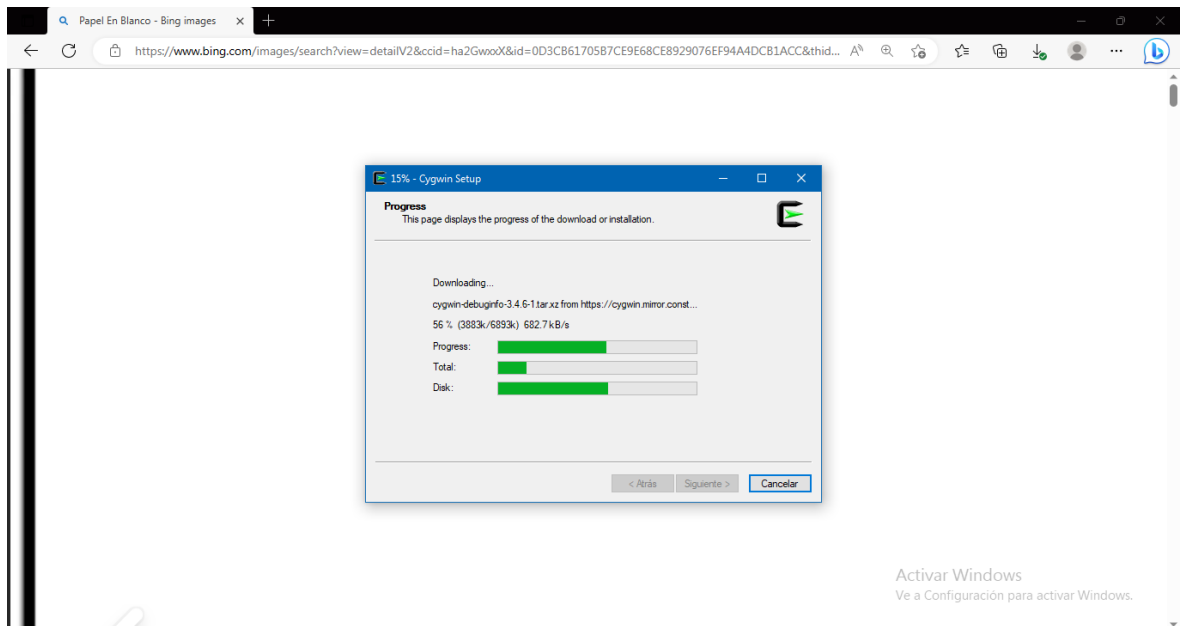 Papel En Blanco - Bing images
https://www.bing.com/images/search?view=detailV2&ccid=ha2GwxoX&id=0D3CB61705B7CE9E68CE8929076EF94A4DCB1ACC&thid...
15% - Cygwin Setup
Progress
This page displays the progress of the download or installation.
Downloading...
cygwin-debuginfo-3.4.6-1.tar.xz from https://cygwin.mirror.const...
56 % (3883k/6893k) 682.7 kB/s
Progress:
Total:
Disk:
< Atrás Siguiente > Cancelar
Activar Windows
Ve a Configuración para activar Windows.